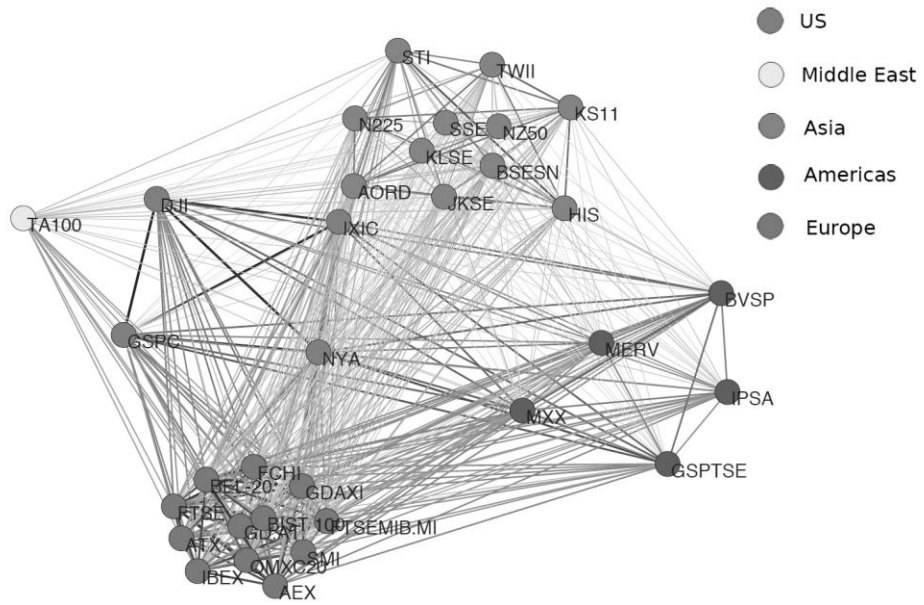 US
Middle East
Asia
Americas
Europe
STI
TWII
KS11
N225
SSE
NZ50
KLSE
BSESN
AORD
JKSE
HIS
DJI
TA100
IXIC
BVSP
GSPC
NYA
MERV
IPSA
MXX
GSPTSE
FCHI
BEL-20
GDAXI
FTSE
BIST 100
FTSEMIB.MI
GD.AT
ATX
SMI
OMXC20
IBEX
AEX